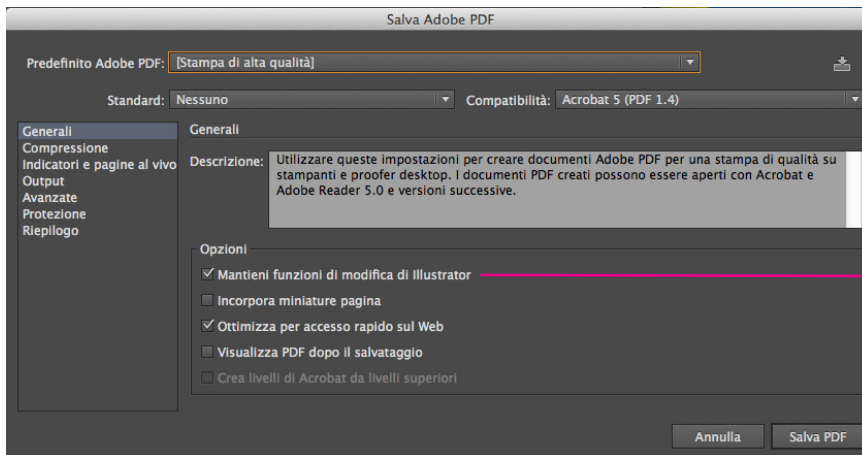 Salva Adobe PDF
Predefinito Adobe PDF: [Stampa di alta qualità]
Standard: Nessuno Compatibilità: Acrobat 5 (PDF 1.4)
Generali
Compressione
Indicatori e pagine al vivo
Output
Avanzate
Protezione
Riepilogo
Generali
Descrizione: Utilizzare queste impostazioni per creare documenti Adobe PDF per una stampa di qualità su
stampanti e proofer desktop. I documenti PDF creati possono essere aperti con Acrobat e
Adobe Reader 5.0 e versioni successive.
Opzioni
Mantieni funzioni di modifica di Illustrator
Incorpora miniature pagina
Ottimizza per accesso rapido sul Web
Visualizza PDF dopo il salvataggio
Crea livelli di Acrobat da livelli superiori
Annulla Salva PDF